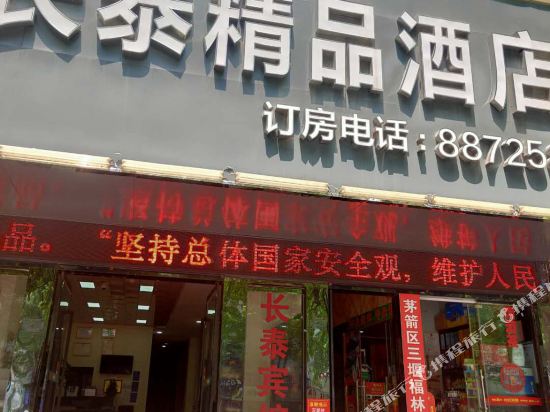 长泰精品酒店
订房电话:88725
品。“坚持总体国家安全观，维护人民
长泰宾
茅箭区三堰福林
携程旅行